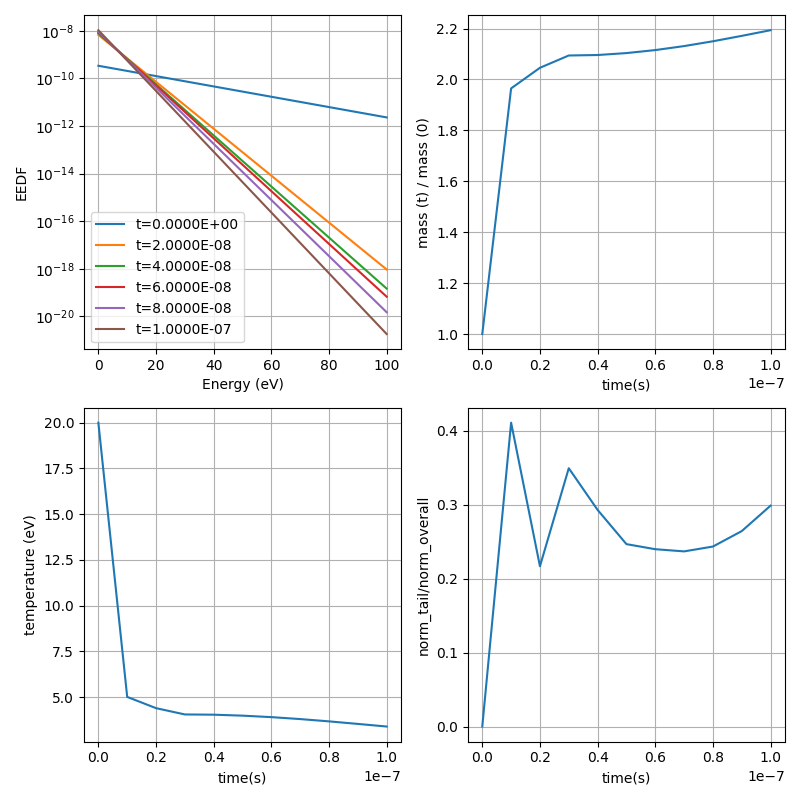 10⁻⁸
10⁻¹⁰
10⁻¹²
10⁻¹⁴
10⁻¹⁶
10⁻¹⁸
10⁻²⁰
EEDF
t=0.0000E+00
t=2.0000E-08
t=4.0000E-08
t=6.0000E-08
t=8.0000E-08
t=1.0000E-07
0 20 40 60 80 100
Energy (eV)
2.2
2.0
1.8
1.6
1.4
1.2
1.0
mass (t) / mass (0)
0.0 0.2 0.4 0.6 0.8 1.0
time(s)
1e−7
20.0
17.5
15.0
12.5
10.0
7.5
5.0
temperature (eV)
0.0 0.2 0.4 0.6 0.8 1.0
time(s)
1e−7
0.4
0.3
0.2
0.1
0.0
norm_tail/norm_overall
0.0 0.2 0.4 0.6 0.8 1.0
time(s)
1e−7